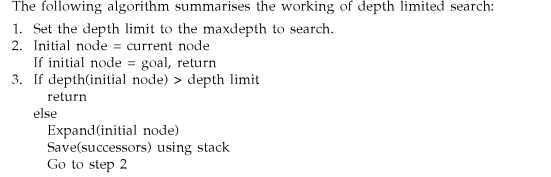 The following algorithm summarises the working of depth limited search:
1. Set the depth limit to the maxdepth to search.
2. Initial node = current node
If initial node = goal, return
3. If depth(initial node) > depth limit
return
else
Expand(initial node)
Save(successors) using stack
Go to step 2